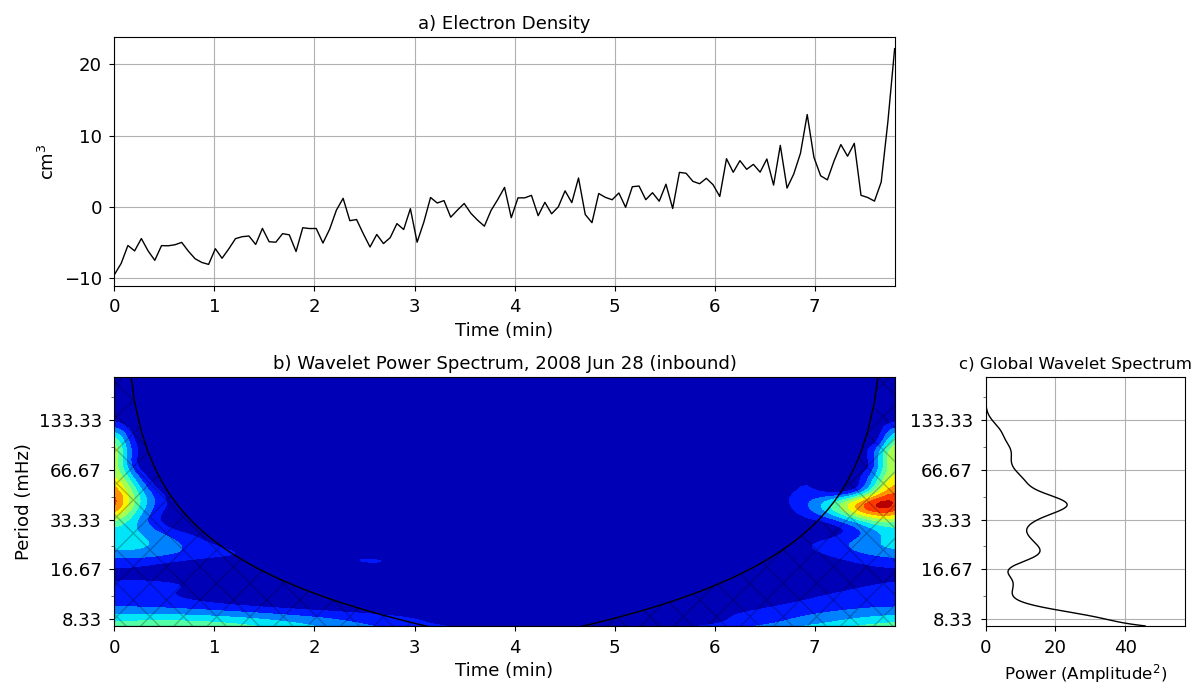 a) Electron Density
cm³
20
10
0
−10
0 1 2 3 4 5 6 7
Time (min)
b) Wavelet Power Spectrum, 2008 Jun 28 (inbound)
Period (mHz)
133.33
66.67
33.33
16.67
8.33
0 1 2 3 4 5 6 7
Time (min)
c) Global Wavelet Spectrum
133.33
66.67
33.33
16.67
8.33
0 20 40
Power (Amplitude²)